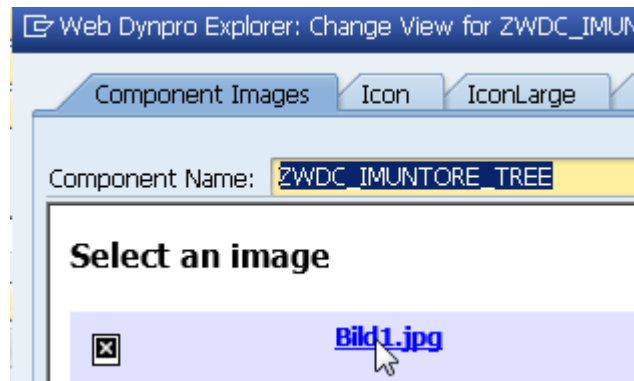 Web Dynpro Explorer: Change View for ZWDC_IMUN
Component Images Icon IconLarge
Component Name: ZWDC_IMUNTORE_TREE
Select an image
Bild1.jpg